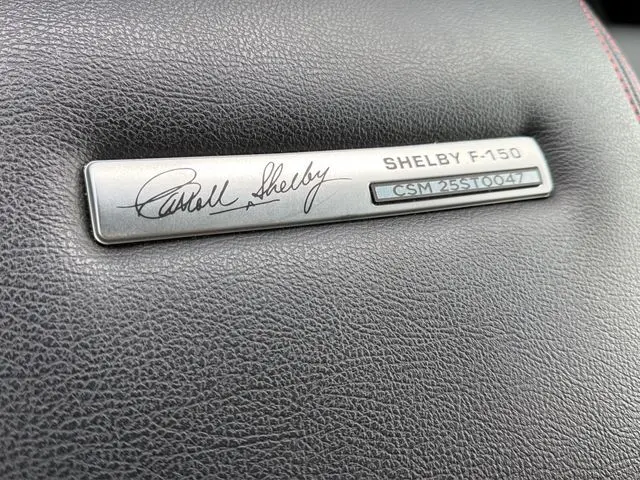 Carroll Shelby
SHELBY F-150
CSM 25ST0047